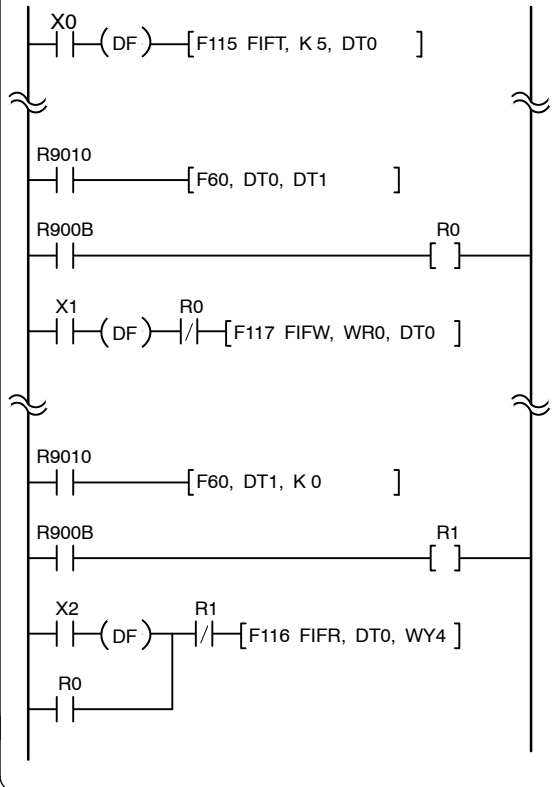 X0
DF F115 FIFT, K 5, DT0
R9010
F60, DT0, DT1
R900B R0
X1 R0
DF F117 FIFW, WR0, DT0
R9010
F60, DT1, K 0
R900B R1
X2 R1
DF F116 FIFR, DT0, WY4
R0